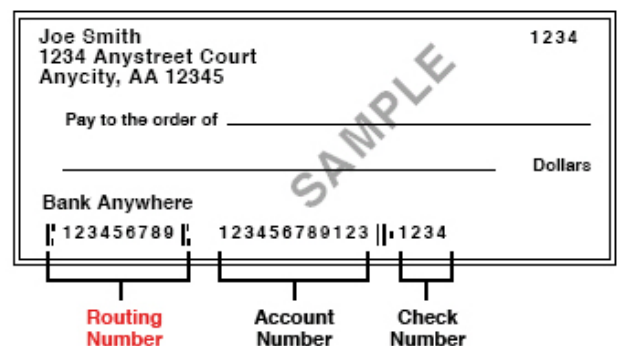 Joe Smith 1234
1234 Anystreet Court
Anycity, AA 12345
SAMPLE
Pay to the order of
Dollars
Bank Anywhere
⑆123456789⑆ 123456789123⑈1234
Routing Number
Account Number
Check Number